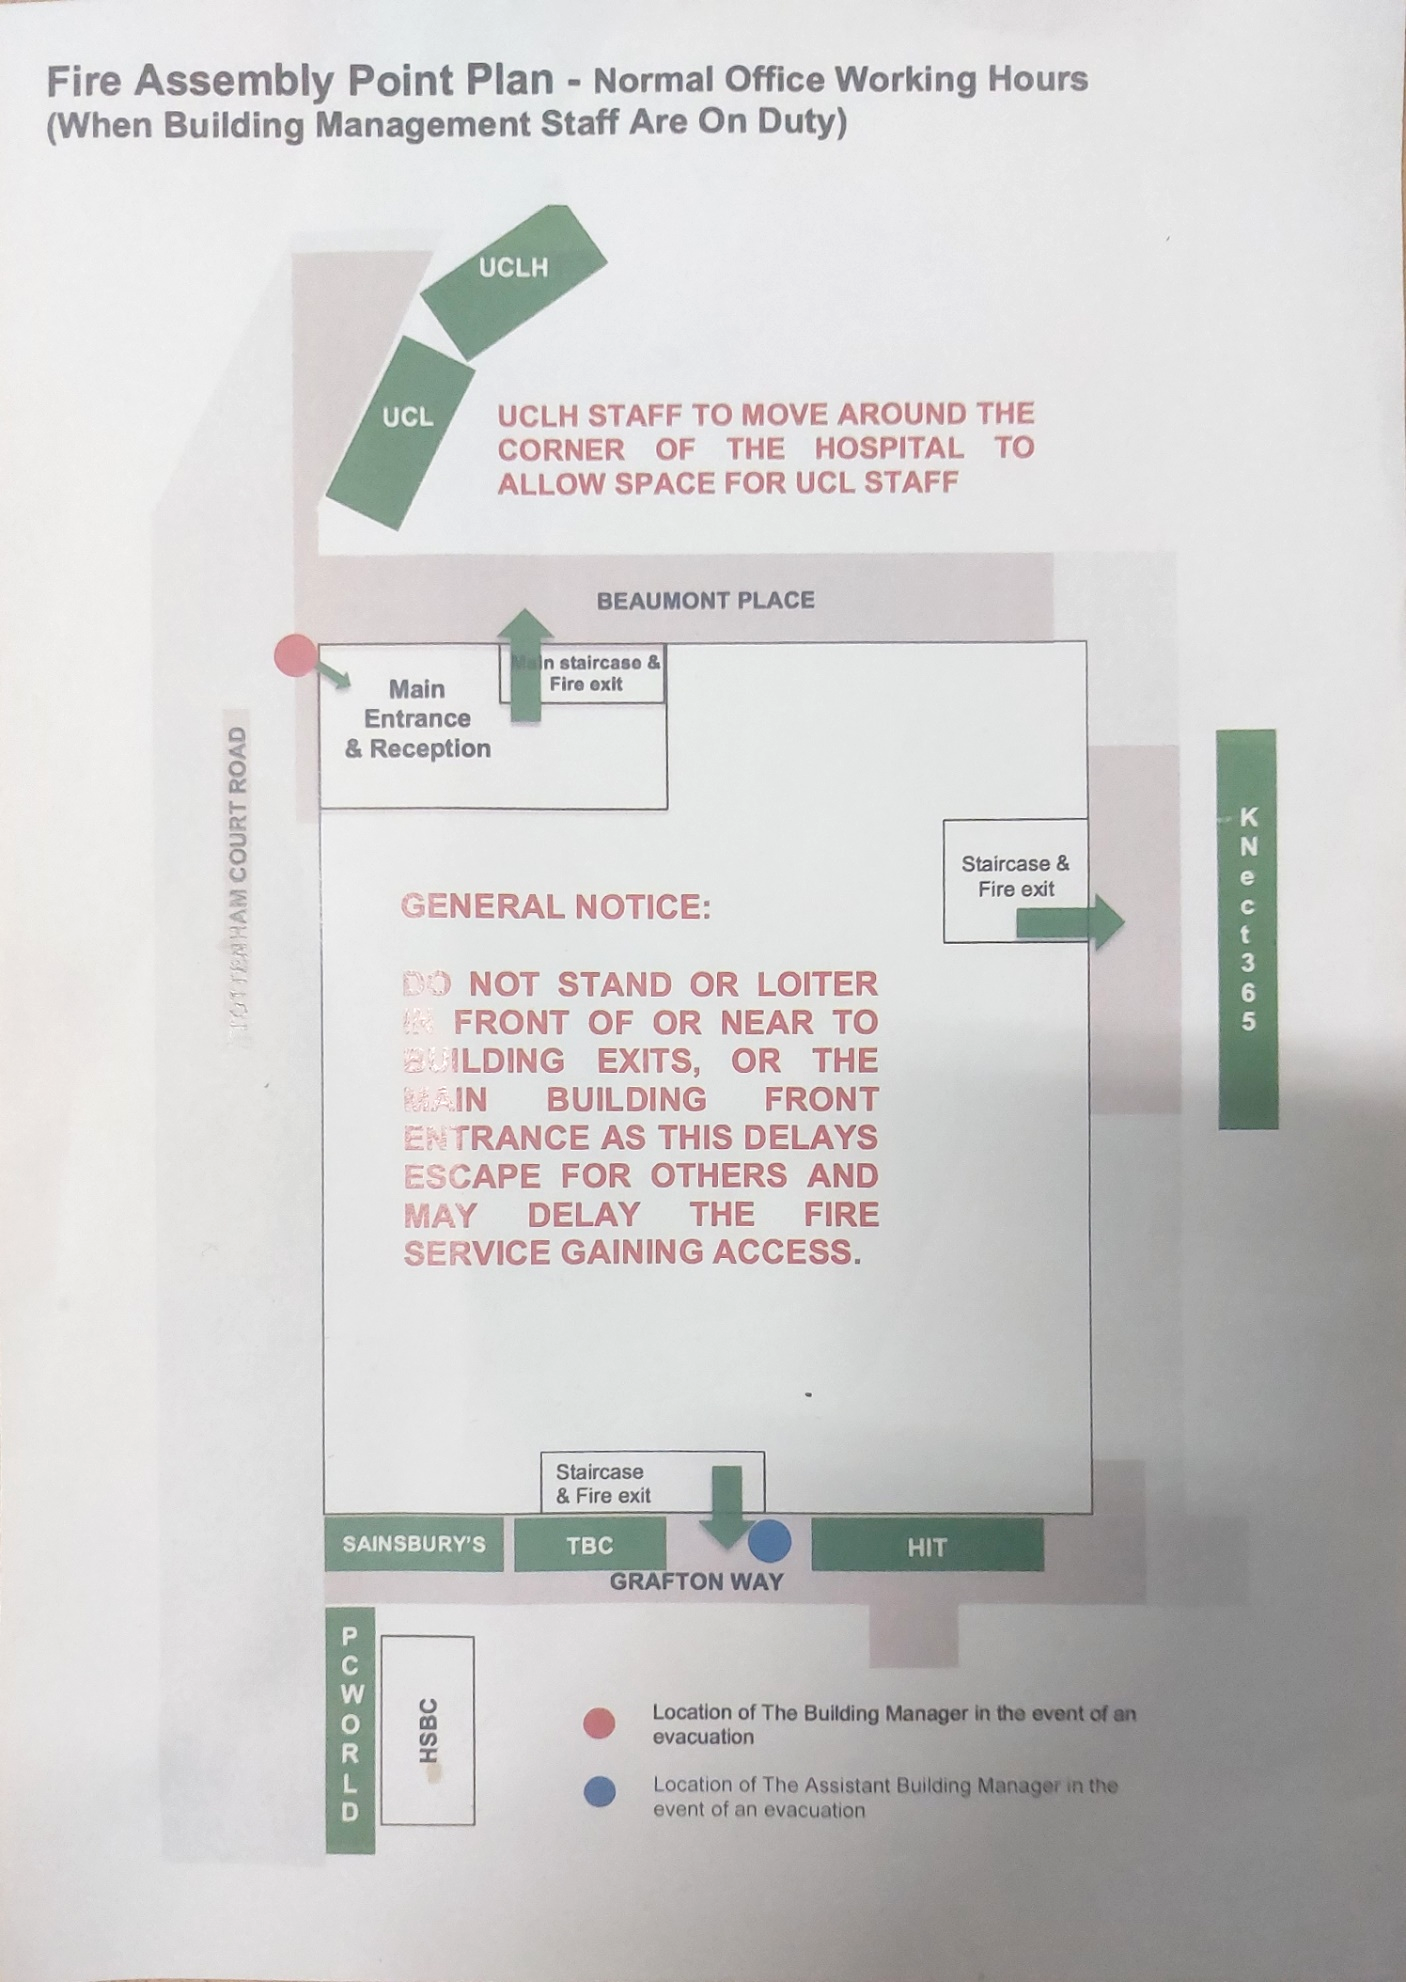 Fire Assembly Point Plan - Normal Office Working Hours
(When Building Management Staff Are On Duty)
UCLH
UCL
UCLH STAFF TO MOVE AROUND THE
CORNER OF THE HOSPITAL TO
ALLOW SPACE FOR UCL STAFF
BEAUMONT PLACE
Main staircase &
Fire exit
Main
Entrance
& Reception
TOTTENHAM COURT ROAD
KNect365
Staircase &
Fire exit
GENERAL NOTICE:
DO NOT STAND OR LOITER
IN FRONT OF OR NEAR TO
BUILDING EXITS, OR THE
MAIN BUILDING FRONT
ENTRANCE AS THIS DELAYS
ESCAPE FOR OTHERS AND
MAY DELAY THE FIRE
SERVICE GAINING ACCESS.
Staircase
& Fire exit
SAINSBURY'S
TBC
HIT
GRAFTON WAY
PCWORLD
HSBC
Location of The Building Manager in the event of an
evacuation
Location of The Assistant Building Manager in the
event of an evacuation